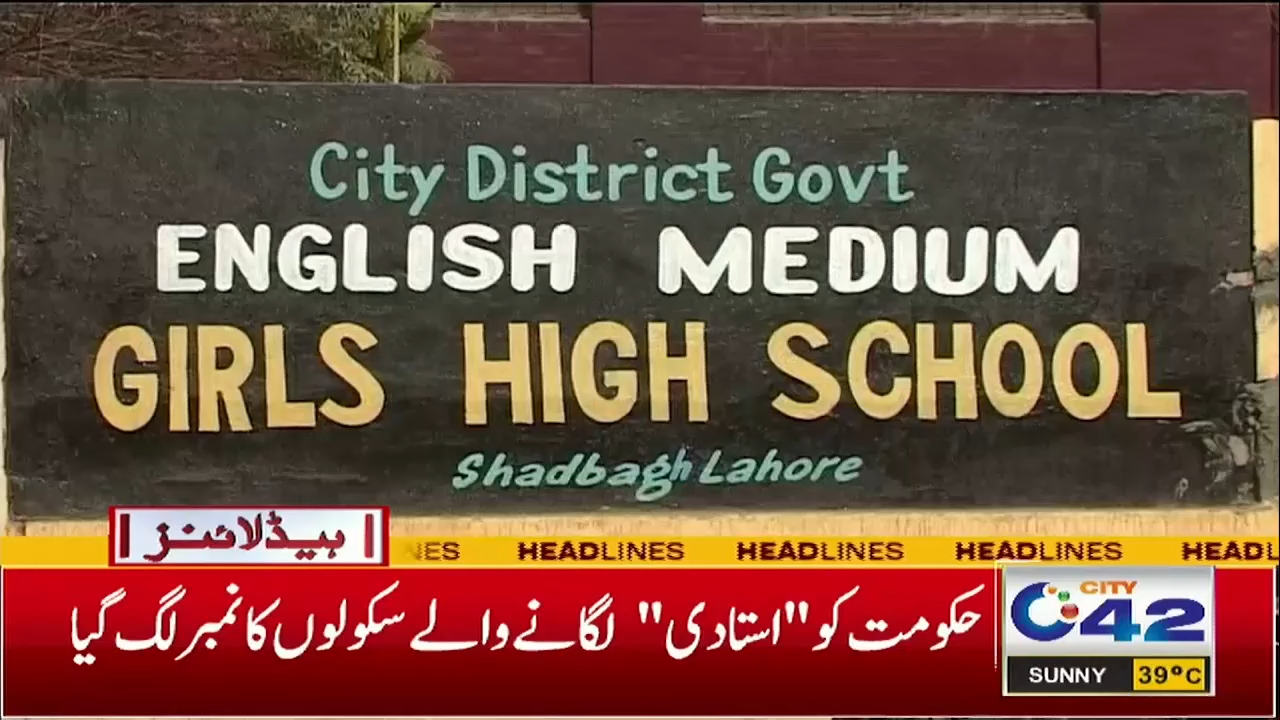 City District Govt
ENGLISH MEDIUM
GIRLS HIGH SCHOOL
Shadbagh Lahore
ہیڈلائنز
NES HEADLINES HEADLINES HEADLINES HEADL
حکومت کو "استادی" لگانے والے سکولوں کا نمبر لگ گیا
CITY
42
SUNNY 39°C